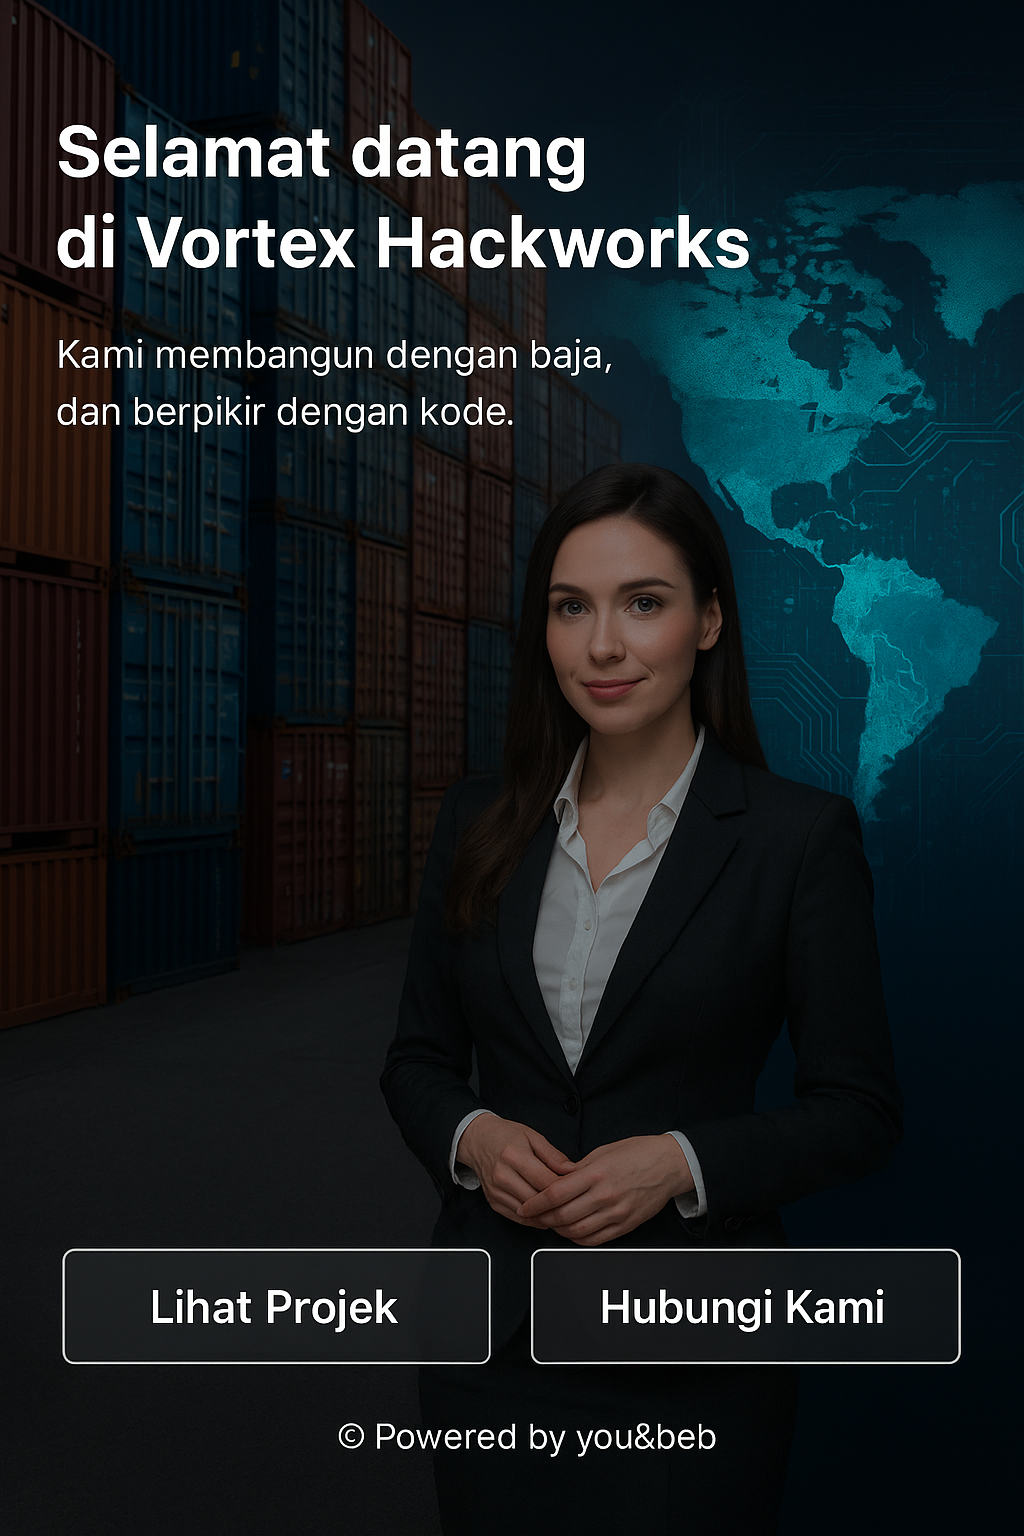 Selamat datang
di Vortex Hackworks
Kami membangun dengan baja,
dan berpikir dengan kode.
Lihat Projek
Hubungi Kami
© Powered by you&beb